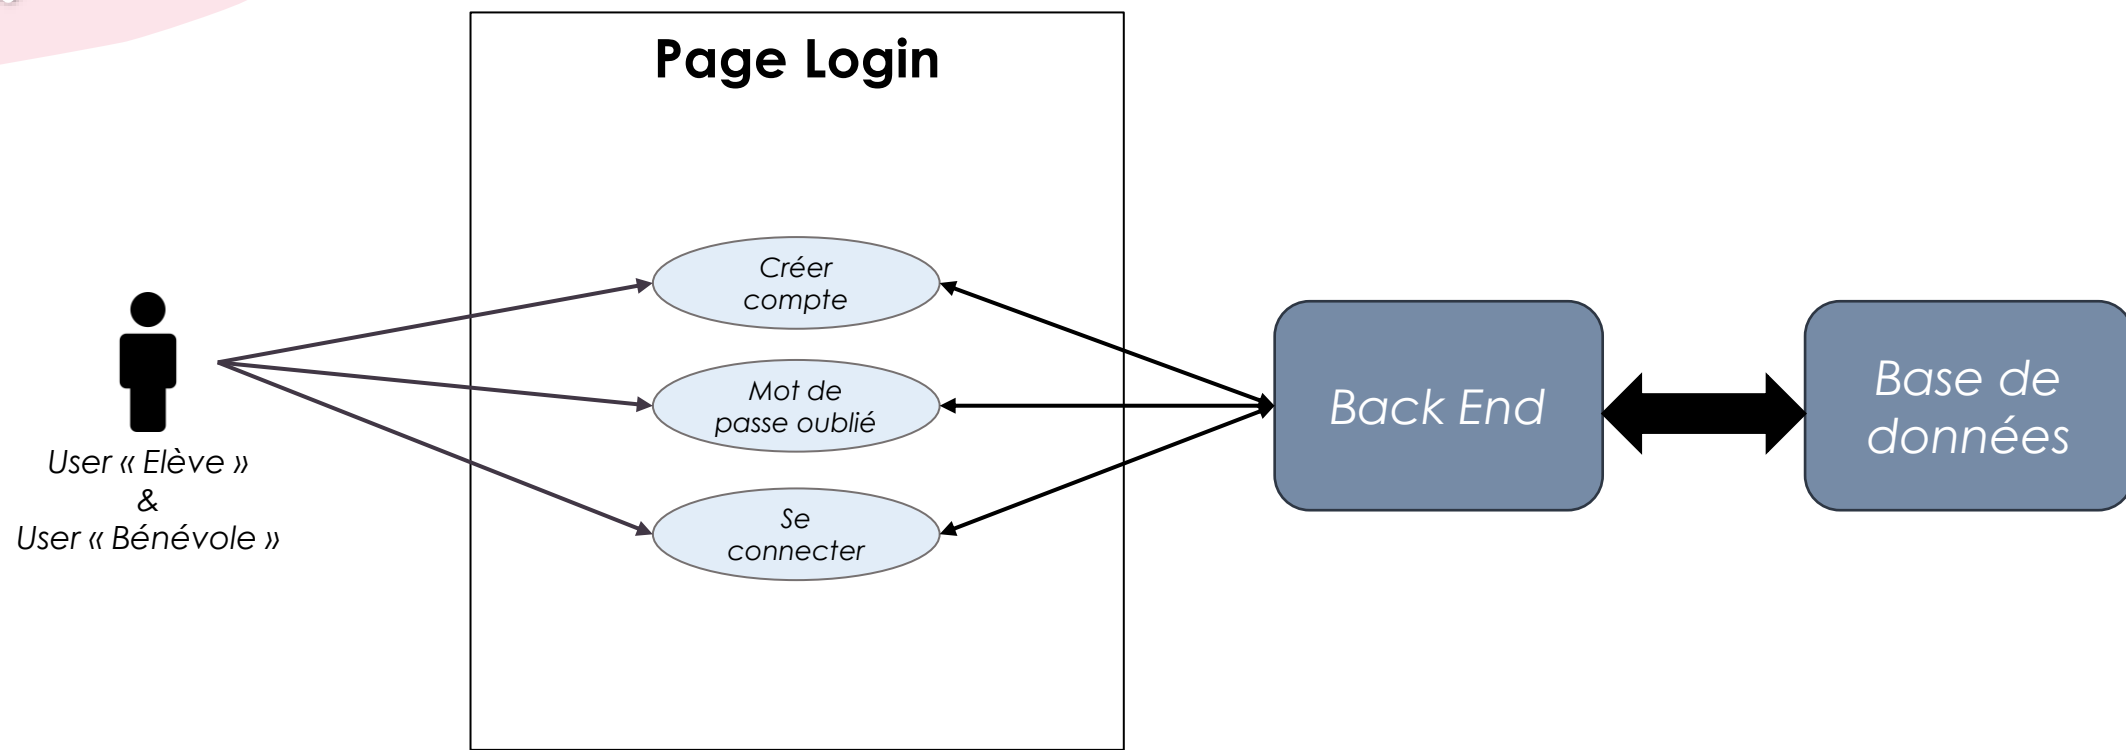 Page Login
Créer
compte
Mot de
passe oublié
Se
connecter
User « Elève »
&
User « Bénévole »
Back End
Base de
données